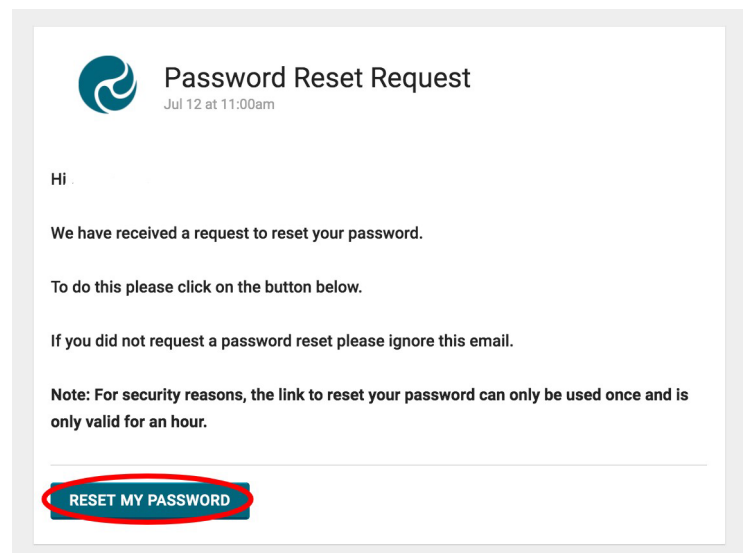 Password Reset Request
Jul 12 at 11:00am
Hi
We have received a request to reset your password.
To do this please click on the button below.
If you did not request a password reset please ignore this email.
Note: For security reasons, the link to reset your password can only be used once and is
only valid for an hour.
RESET MY PASSWORD